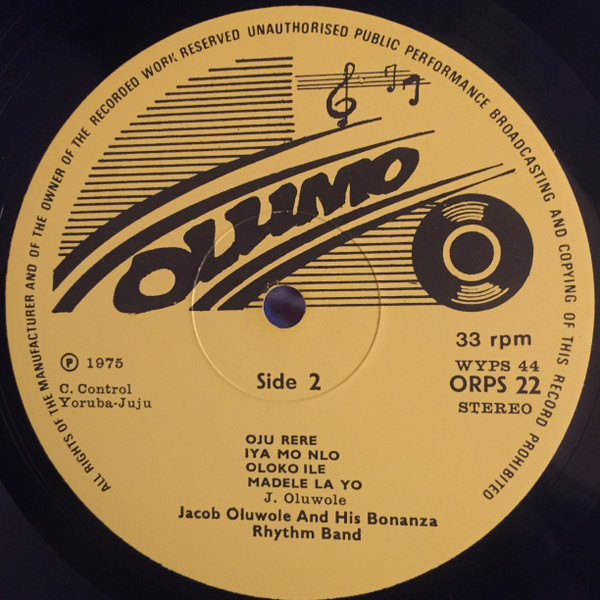 ALL RIGHTS OF THE MANUFACTURER AND OF THE OWNER OF THE RECORDED WORK RESERVED UNAUTHORISED PUBLIC PERFORMANCE BROADCASTING AND COPYING OF THIS RECORD PROHIBITED
OLUMO
33 rpm
Ⓟ 1975
WYPS 44
C. Control
ORPS 22
Yoruba-Juju
STEREO
Side 2
OJU RERE
IYA MO NLO
OLOKO ILE
MADELE LA YO
J. Oluwole
Jacob Oluwole And His Bonanza
Rhythm Band